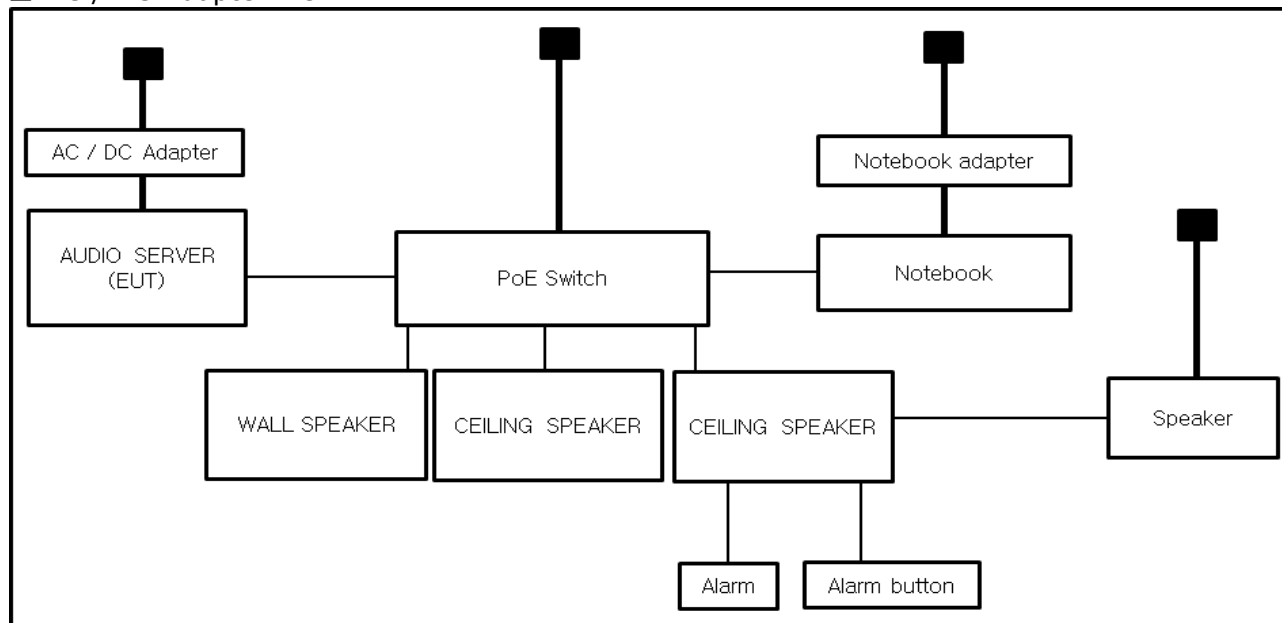 AC / DC Adapter
Notebook adapter
AUDIO SERVER
(EUT)
PoE Switch
Notebook
WALL SPEAKER
CEILING SPEAKER
CEILING SPEAKER
Speaker
Alarm
Alarm button